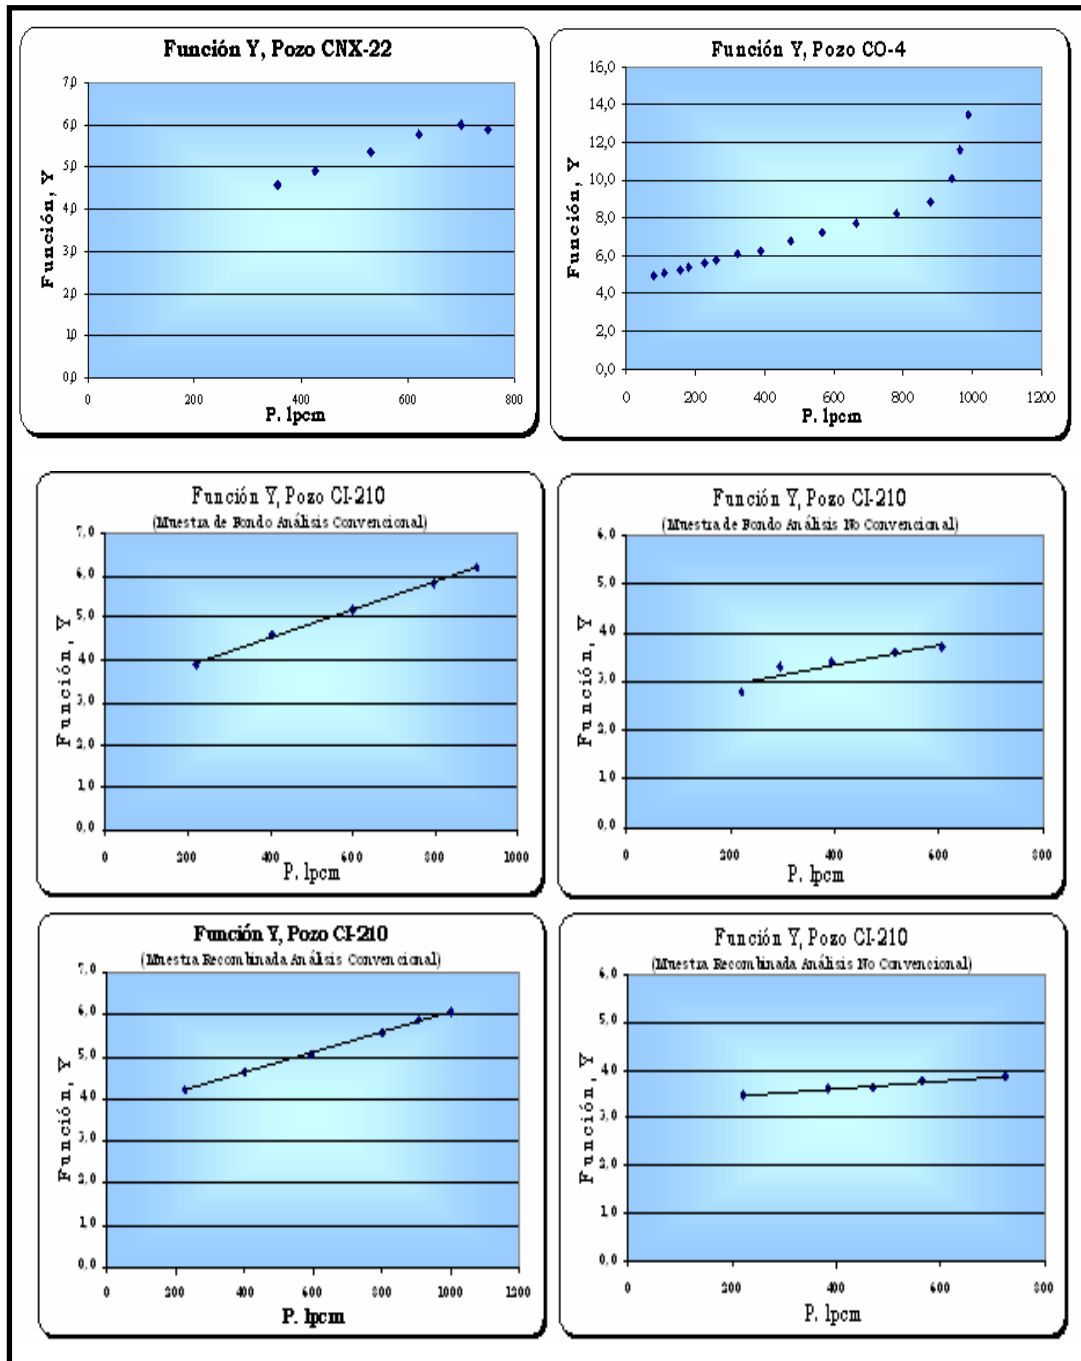 Función Y, Pozo CNX-22
7,0
6,0
5,0
4,0
3,0
2,0
1,0
0,0
Función, Y
0 200 400 600 800
P. lpcm
Función Y, Pozo CO-4
16,0
14,0
12,0
10,0
8,0
6,0
4,0
2,0
0,0
Función, Y
0 200 400 600 800 1000 1200
P. lpcm
Función Y, Pozo CI-210
(Muestra de Fondo Análisis Convencional)
7,0
6,0
5,0
4,0
3,0
2,0
1,0
0,0
Función, Y
0 200 400 600 800 1000
P. lpcm
Función Y, Pozo CI-210
(Muestra de Fondo Análisis No Convencional)
6,0
5,0
4,0
3,0
2,0
1,0
0,0
Función, Y
0 200 400 600 800
P. lpcm
Función Y, Pozo CI-210
(Muestra Recombinada Análisis Convencional)
7,0
6,0
5,0
4,0
3,0
2,0
1,0
0,0
Función, Y
0 200 400 600 800 1000 1200
P. lpcm
Función Y, Pozo CI-210
(Muestra Recombinada Análisis No Convencional)
6,0
5,0
4,0
3,0
2,0
1,0
0,0
Función, Y
0 200 400 600 800
P. lpcm